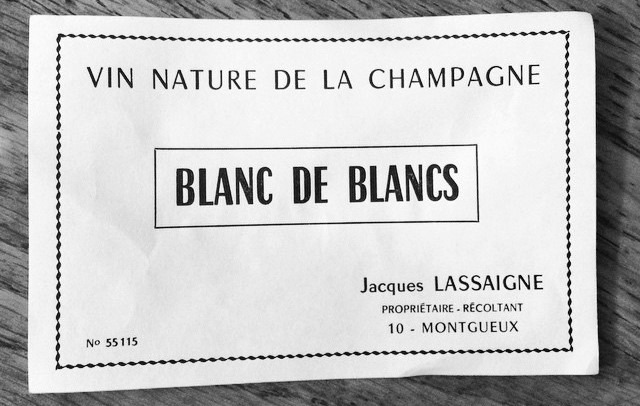 VIN NATURE DE LA CHAMPAGNE
BLANC DE BLANCS
Jacques LASSAIGNE
PROPRIÉTAIRE - RÉCOLTANT
10 - MONTGUEUX
No 55115